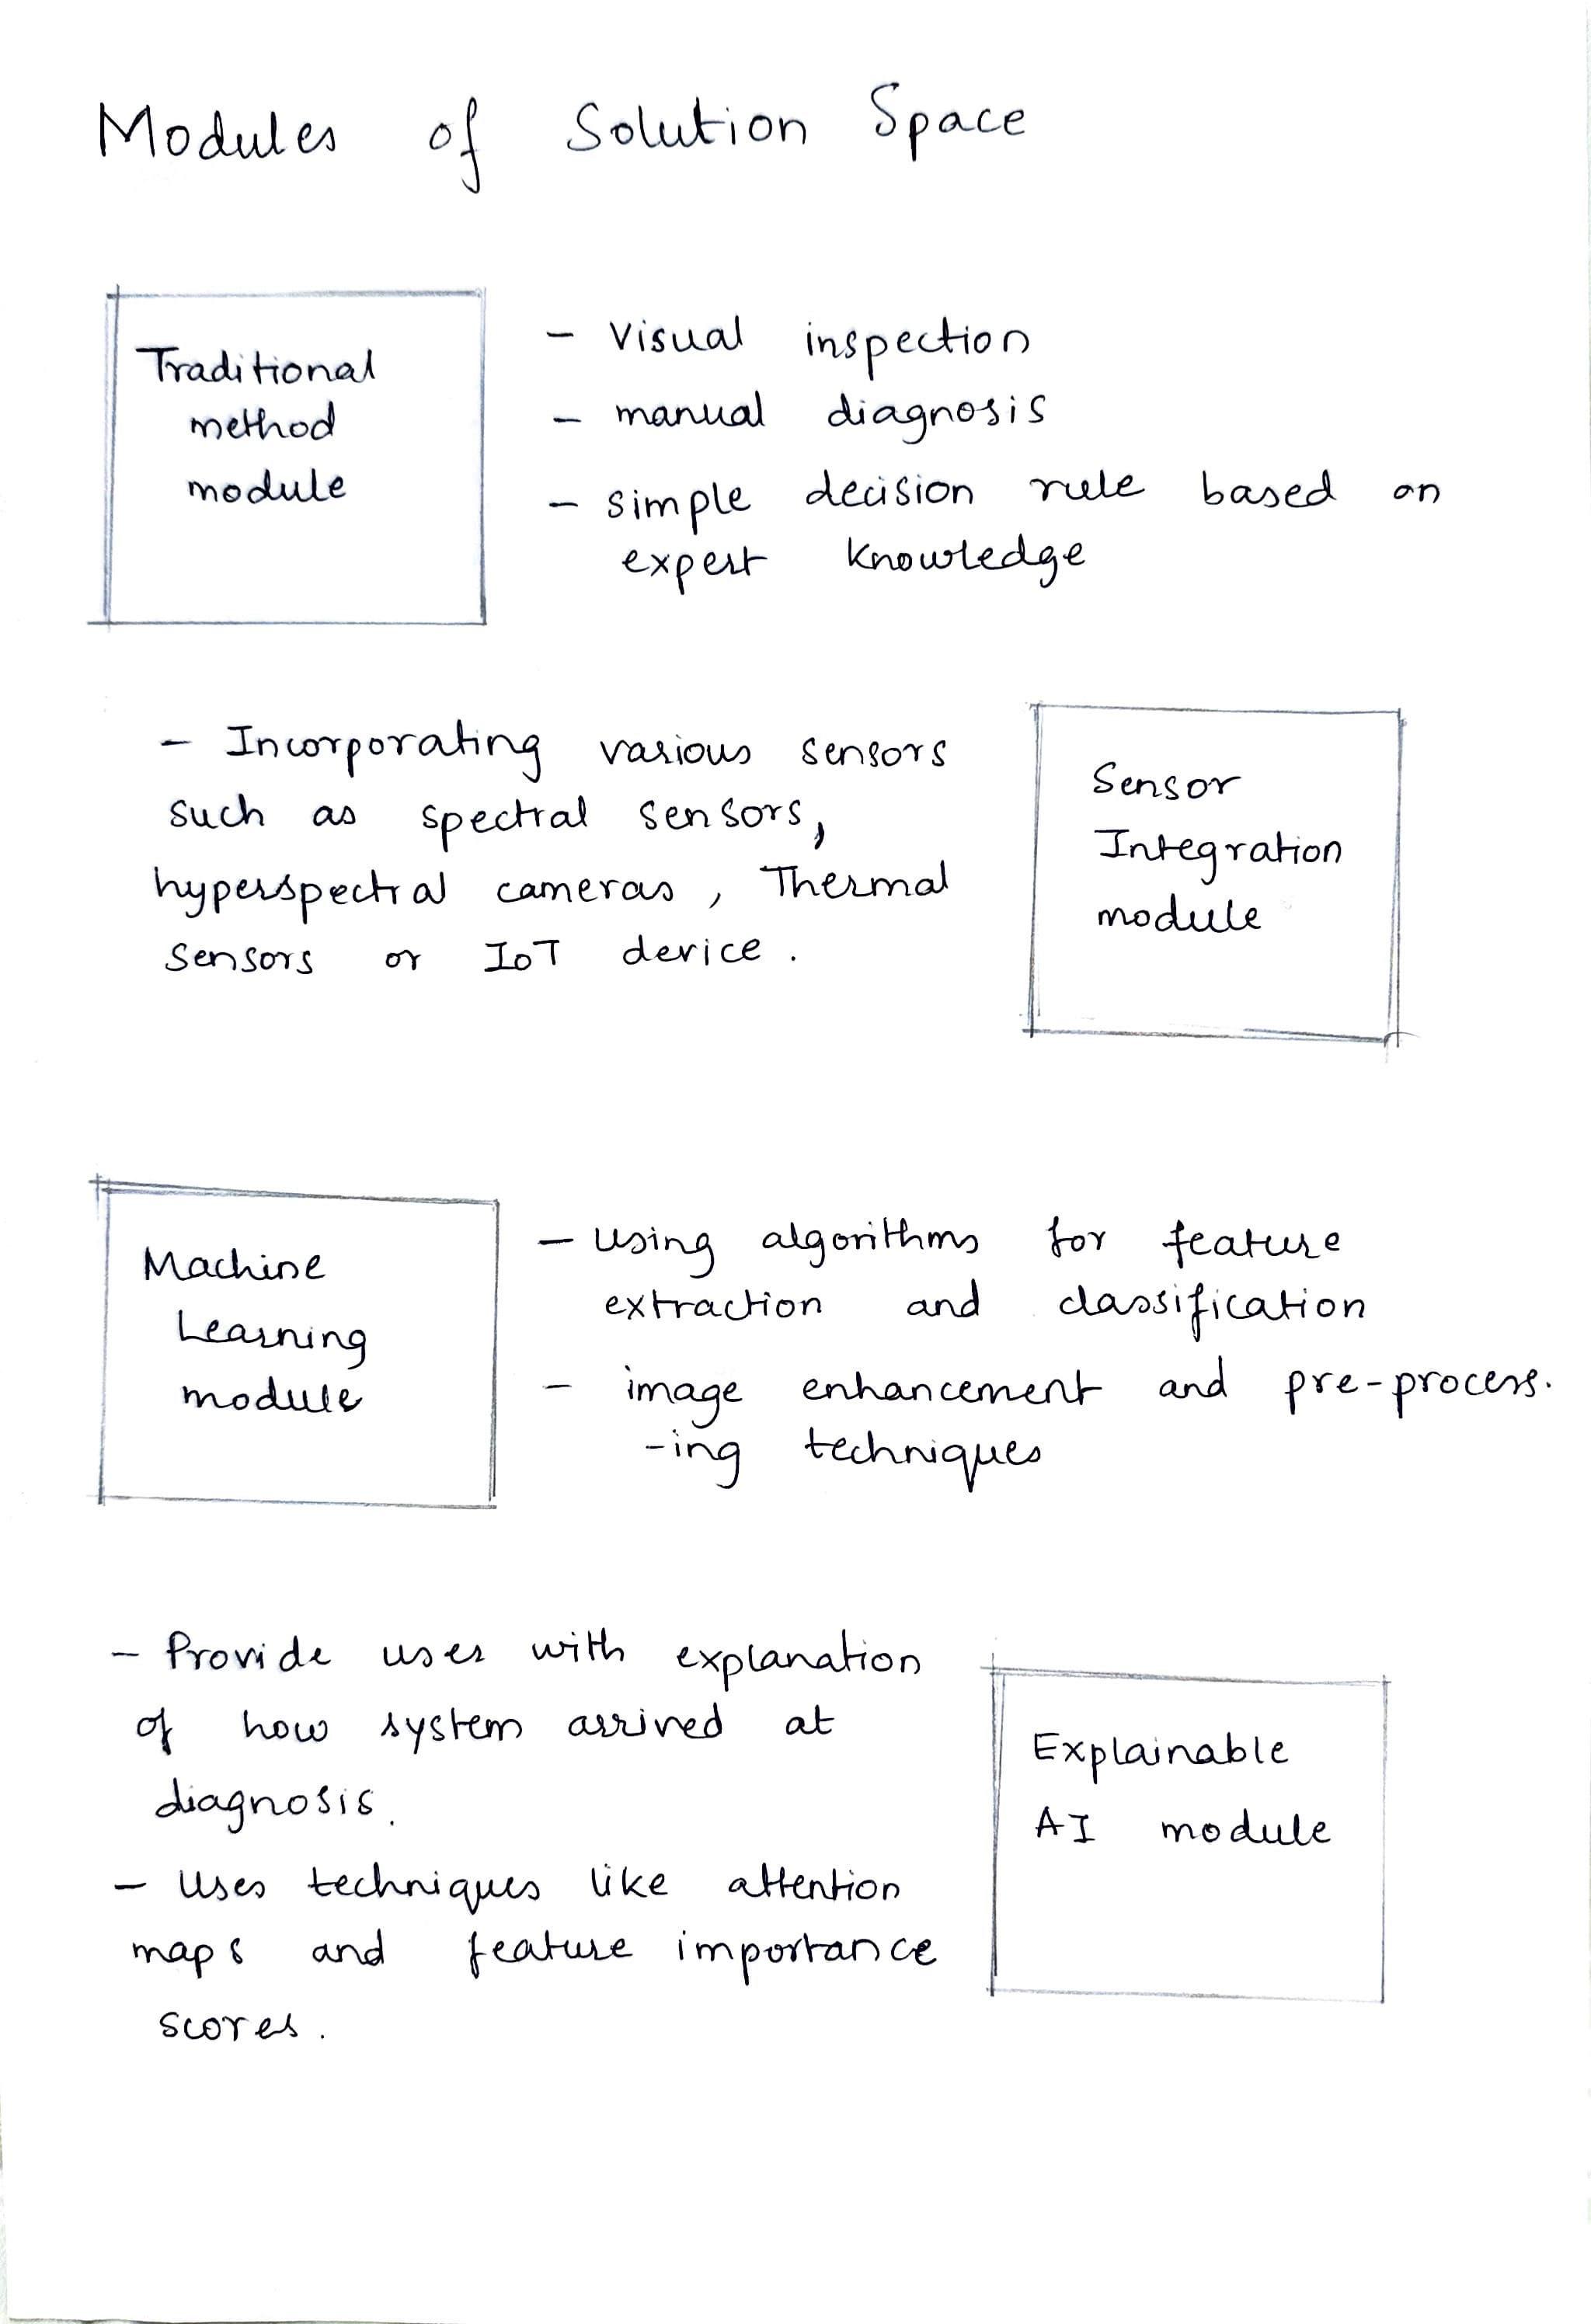 Modules of Solution Space
Traditional
method
module
- visual inspection
- manual diagnosis
- simple decision rule based on
expert knowledge
- Incorporating various sensors
such as spectral sensors,
hyperspectral cameras, Thermal
sensors or IoT device.
Sensor
Integration
module
Machine
Learning
module
- using algorithms for feature
extraction and classification
- image enhancement and pre-process.
-ing techniques
- Provide user with explanation
of how system arrived at
diagnosis.
- Uses techniques like attention
maps and feature importance
scores.
Explainable
AI module